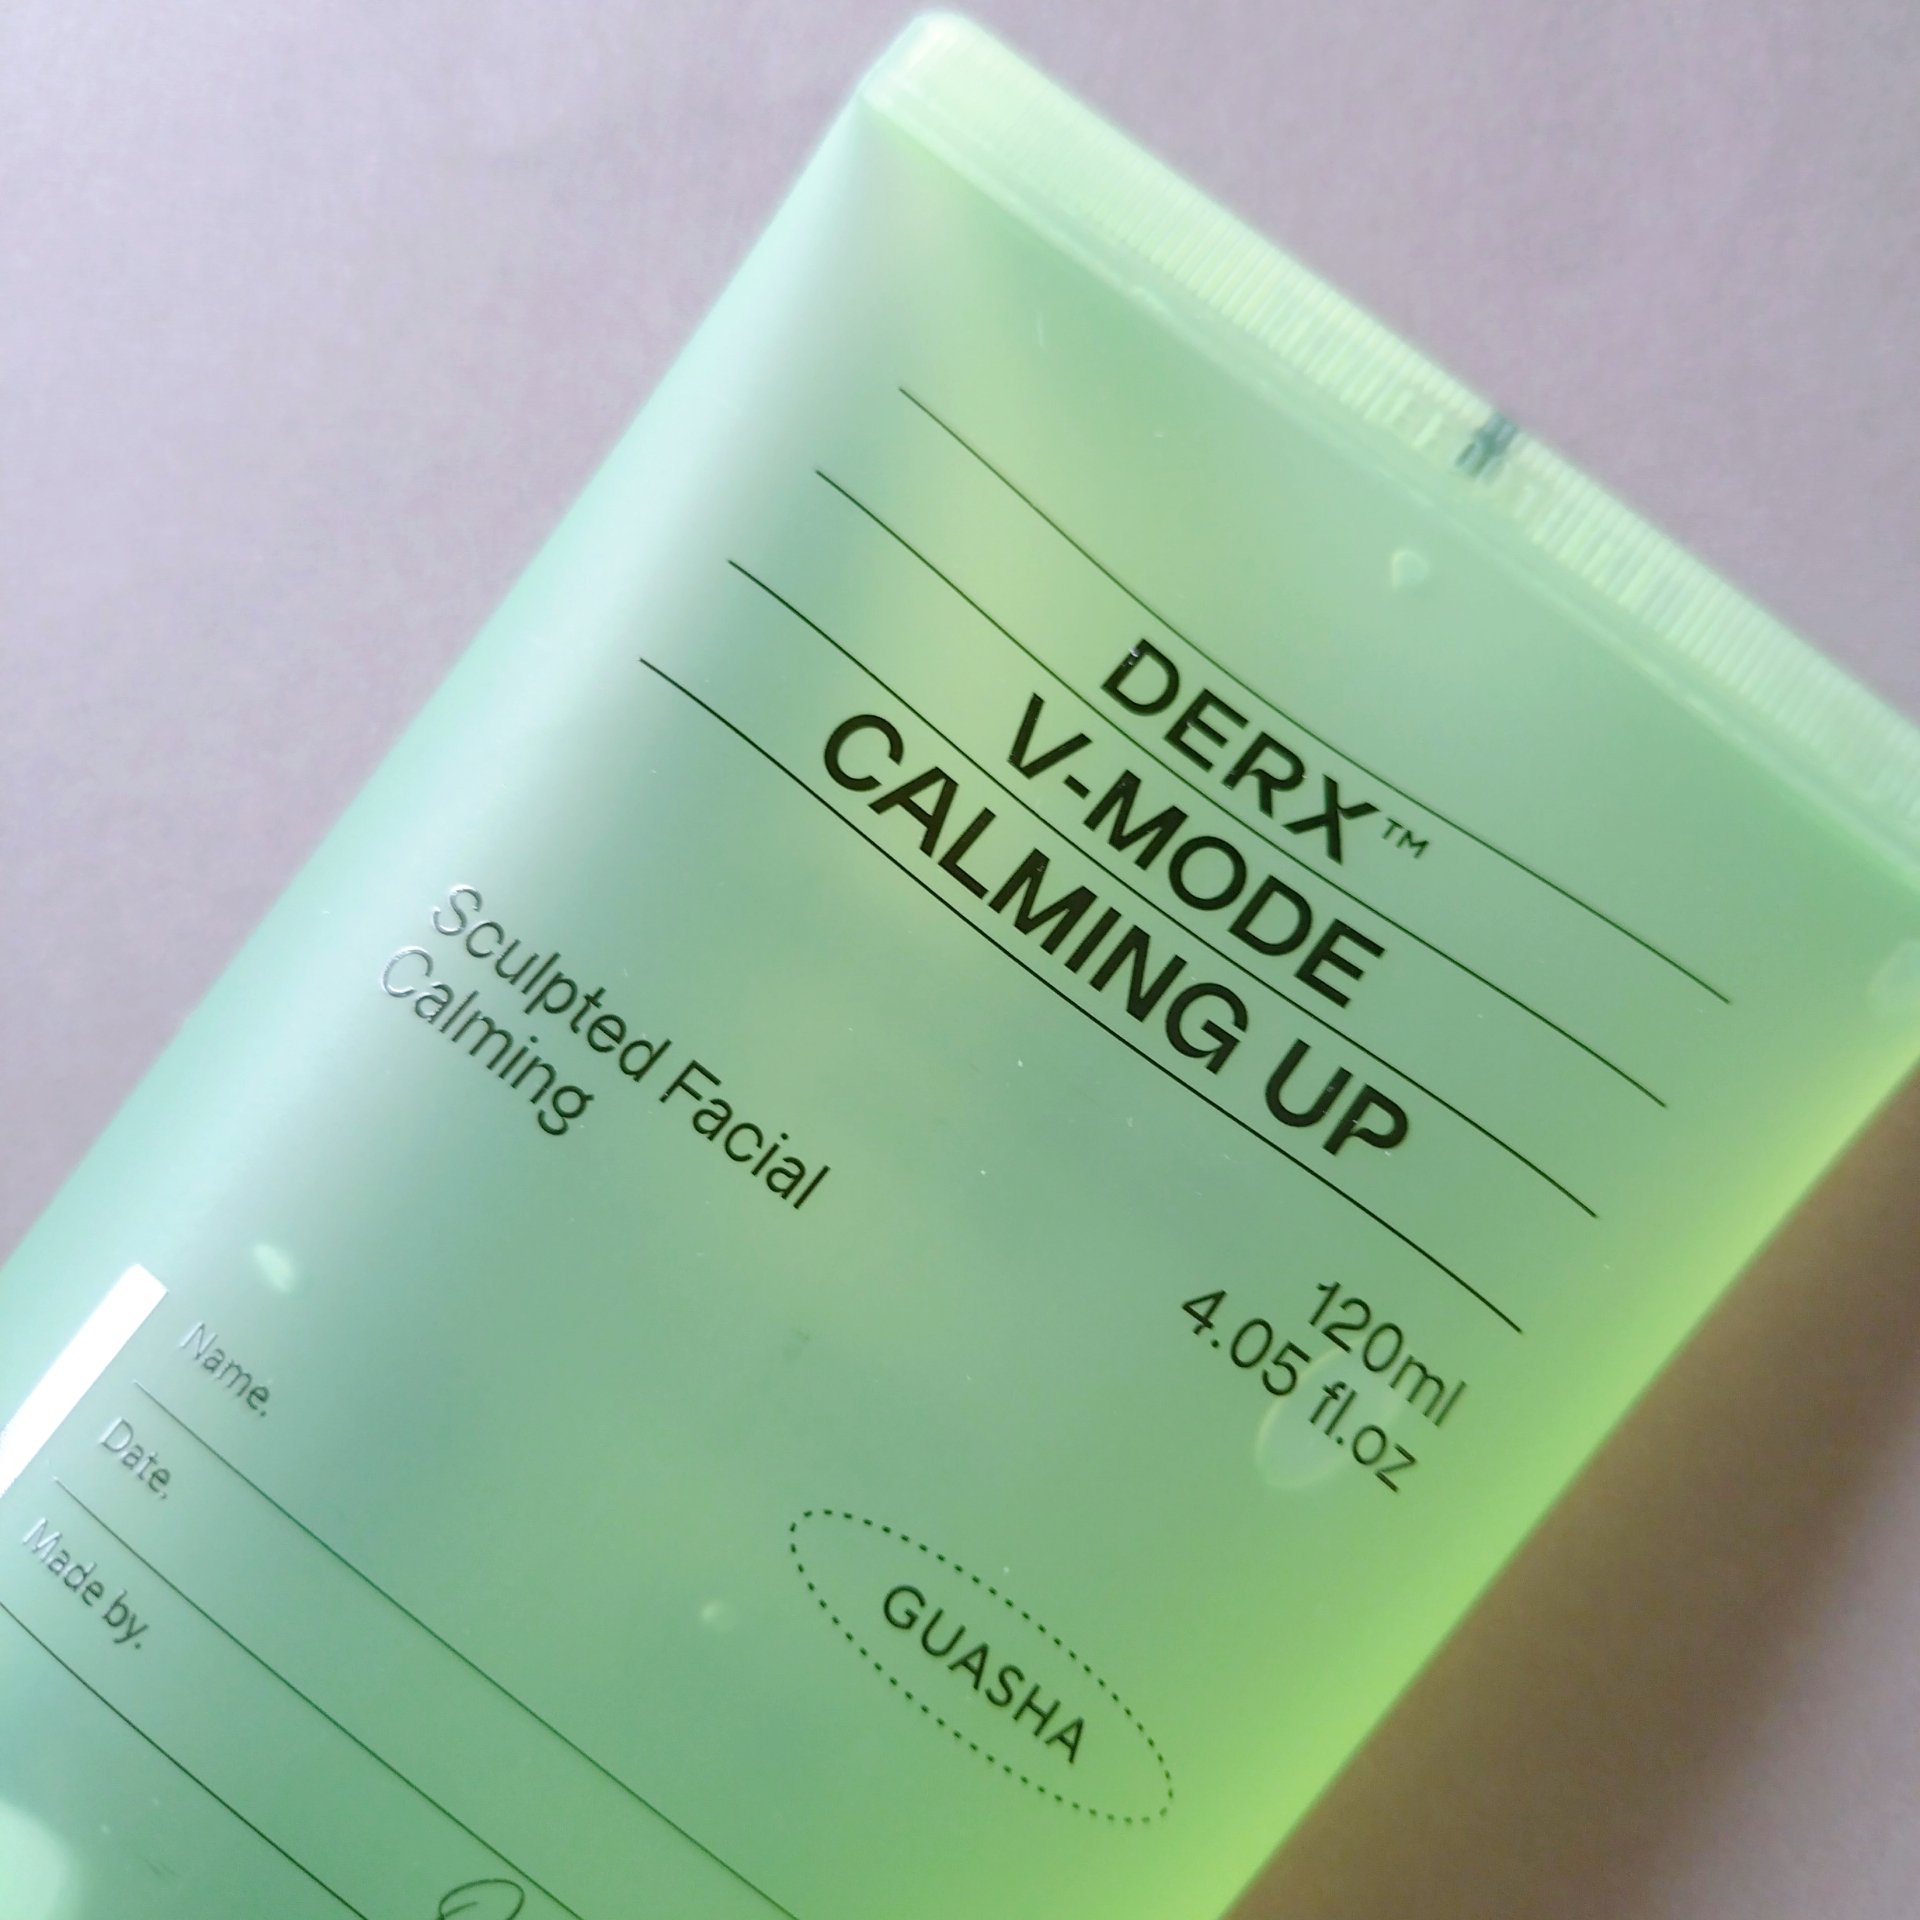 DERX™
V-MODE
CALMING UP
Sculpted Facial
Calming
120ml
4.05 fl.oz
Name.
Date,
Made by.
GUASHA